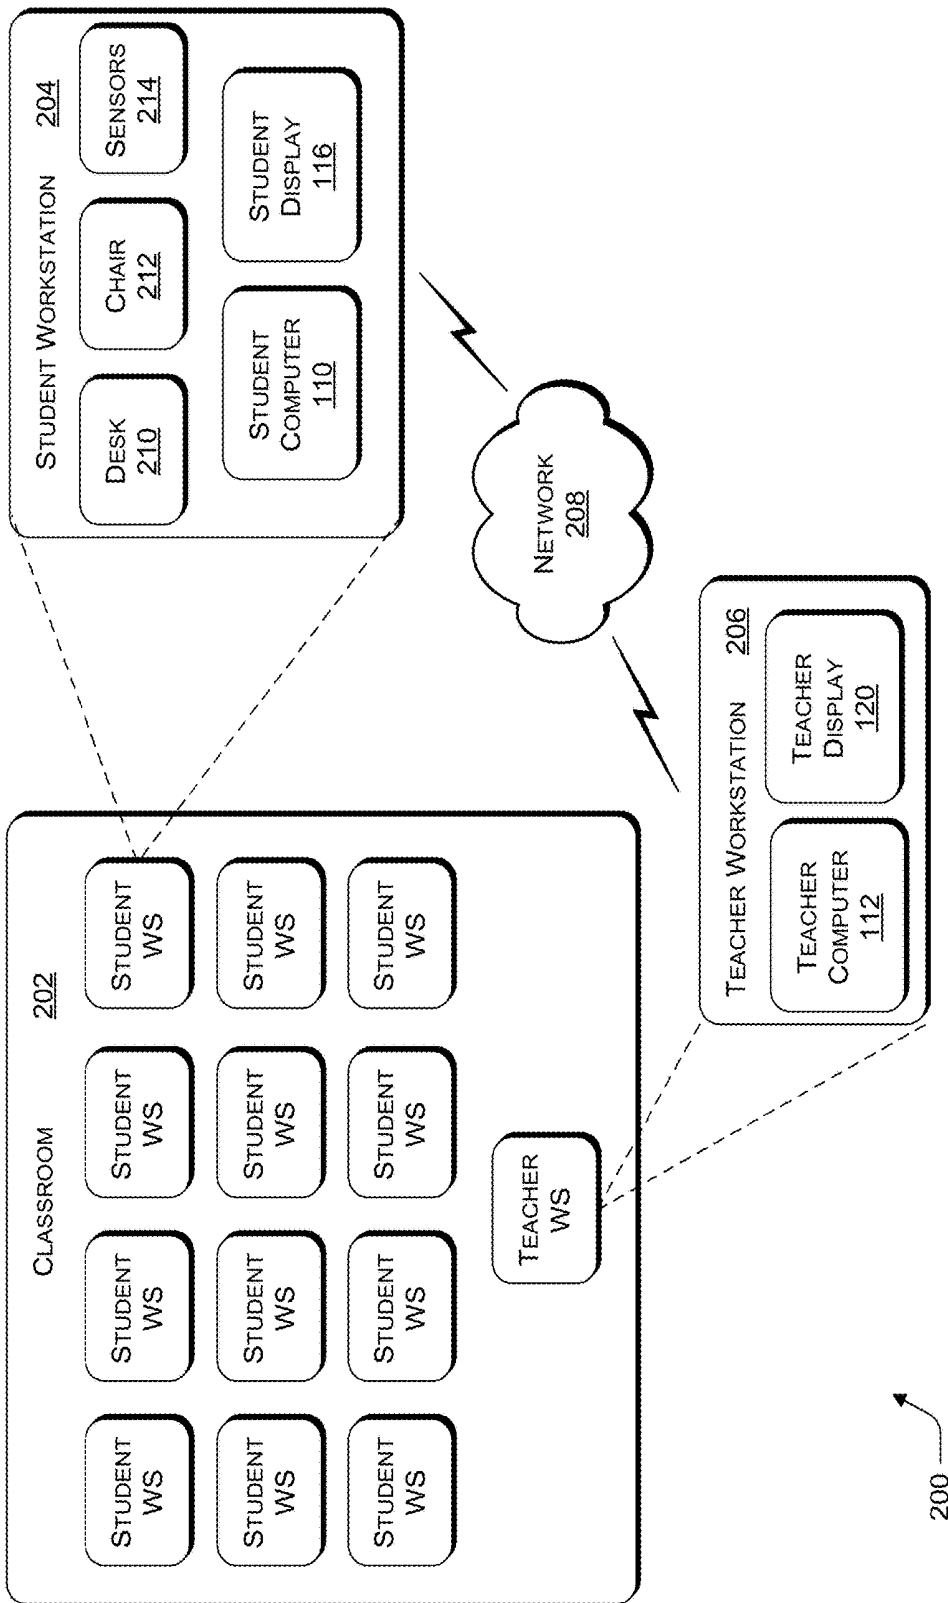 CLASSROOM 202
STUDENT
WS
STUDENT
WS
STUDENT
WS
STUDENT
WS
STUDENT
WS
STUDENT
WS
STUDENT
WS
STUDENT
WS
STUDENT
WS
STUDENT
WS
STUDENT
WS
STUDENT
WS
TEACHER
WS
STUDENT WORKSTATION 204
DESK
210
CHAIR
212
SENSORS
214
STUDENT
COMPUTER
110
STUDENT
DISPLAY
116
NETWORK
208
TEACHER WORKSTATION 206
TEACHER
COMPUTER
112
TEACHER
DISPLAY
120
200